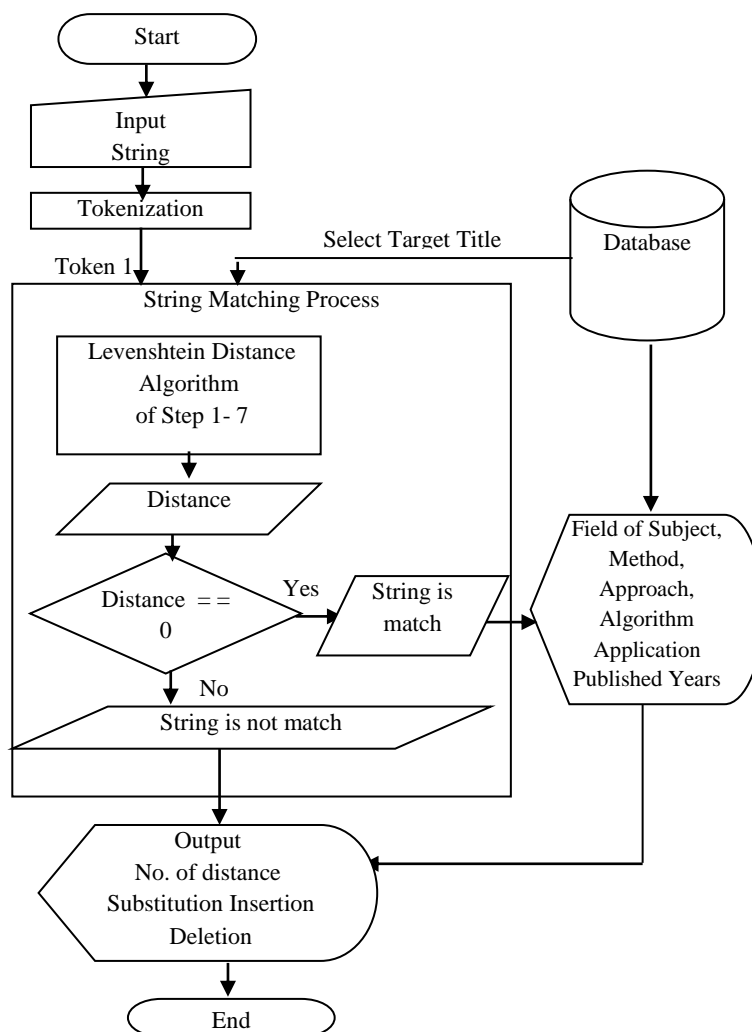 Start
Input
String
Tokenization
Select Target Title
Database
Token 1
String Matching Process
Levenshtein Distance
Algorithm
of Step 1- 7
Distance
Distance = =
0
Yes
String is
match
No
String is not match
Field of Subject,
Method,
Approach,
Algorithm
Application
Published Years
Output
No. of distance
Substitution Insertion
Deletion
End